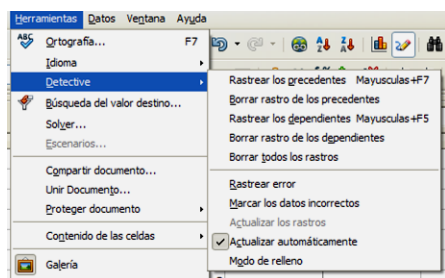 Herramientas Datos Ventana Ayuda
Ortografía... F7
Idioma
Detective
Búsqueda del valor destino...
Solver...
Escenarios...
Compartir documento...
Unir Documento...
Proteger documento
Contenido de las celdas
Galería
Rastrear los precedentes Mayusculas+F7
Borrar rastro de los precedentes
Rastrear los dependientes Mayusculas+F5
Borrar rastro de los dependientes
Borrar todos los rastros
Rastrear error
Marcar los datos incorrectos
Actualizar los rastros
Actualizar automáticamente
Modo de relleno